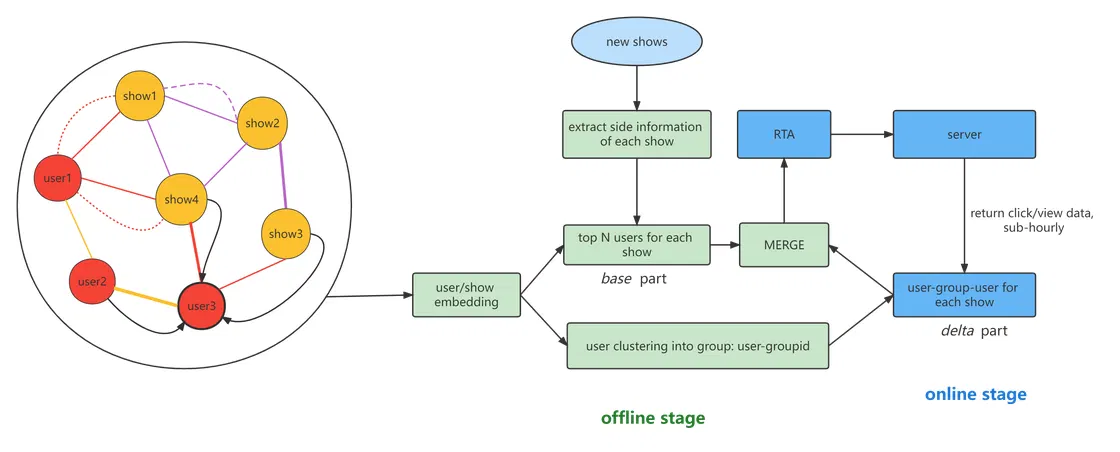 show1
show2
user1
show4
show3
user2
user3
new shows
extract side information
of each show
top N users for each
show
base part
user/show
embedding
user clustering into group: user-groupid
MERGE
RTA
server
return click/view data,
sub-hourly
user-group-user for
each show
delta part
offline stage
online stage